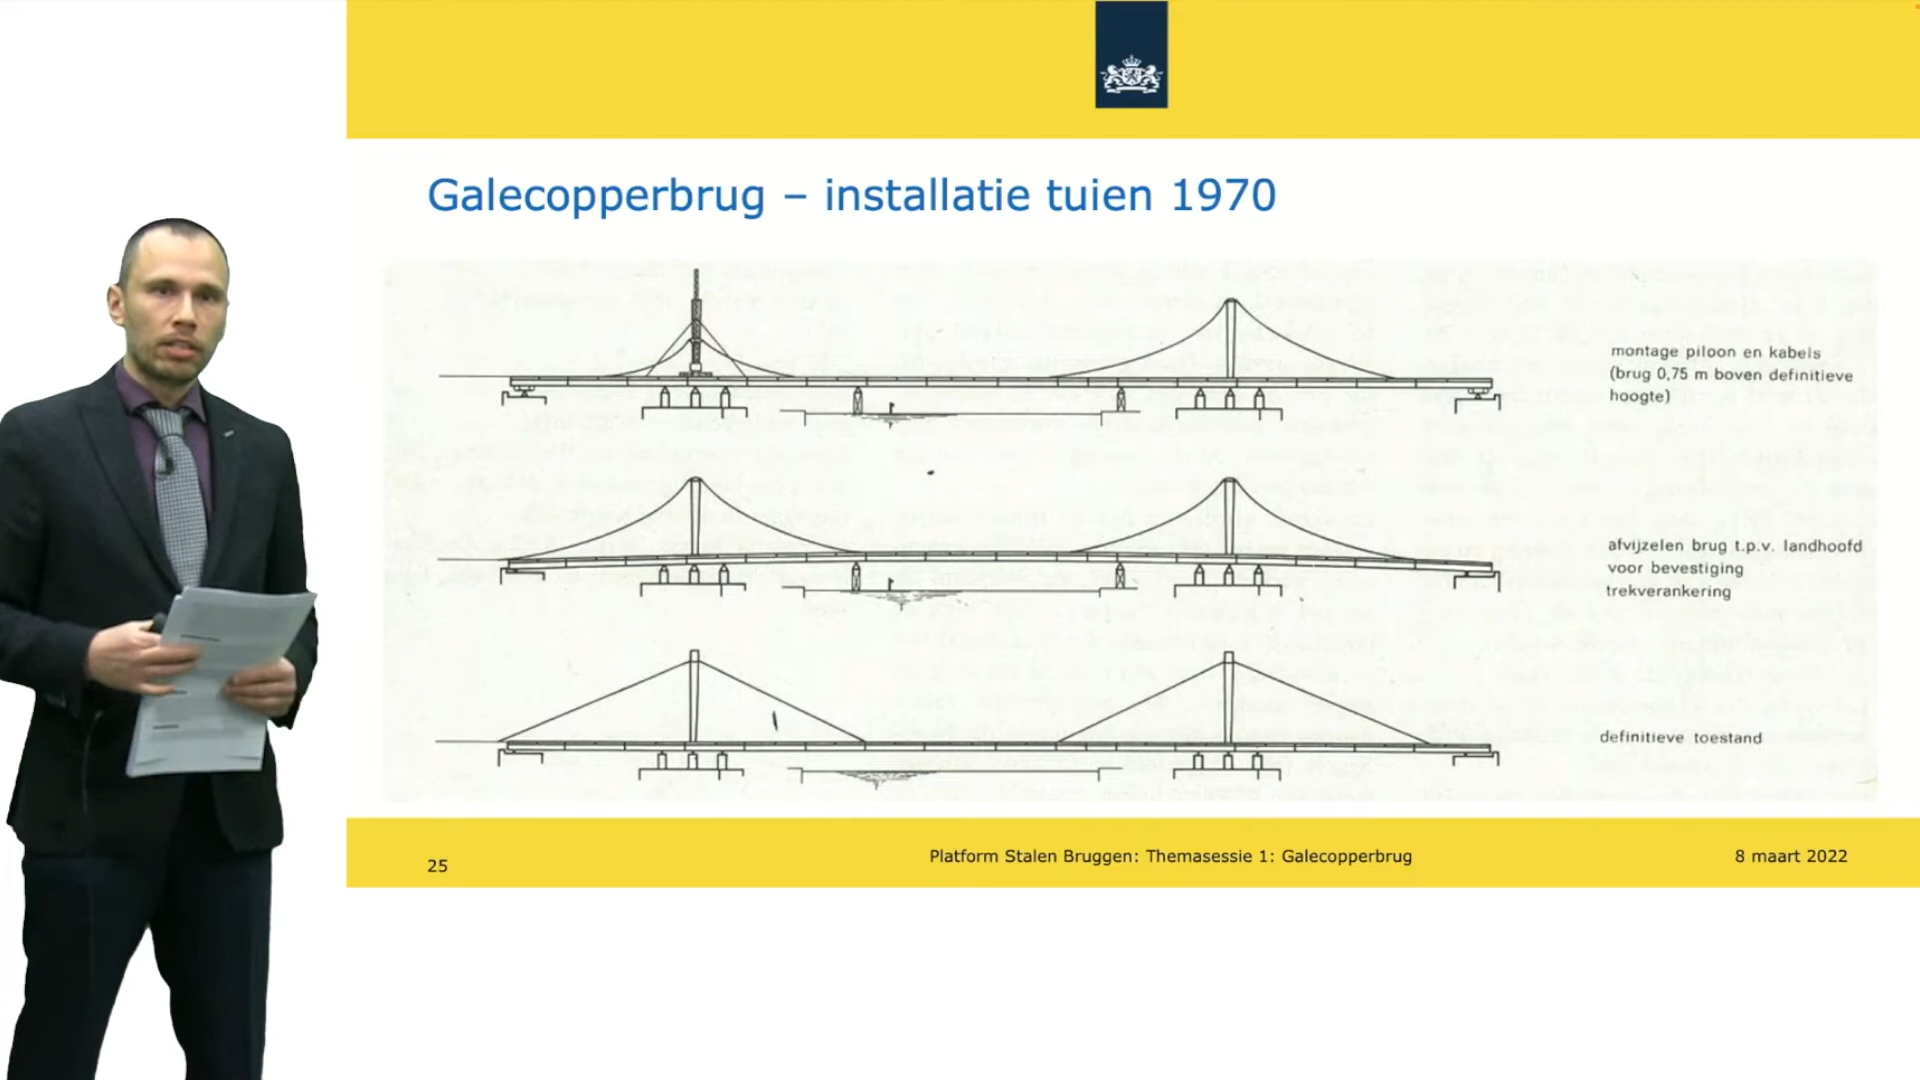 Galecopperbrug – installatie tuien 1970
montage piloon en kabels
(brug 0,75 m boven definitieve
hoogte)
afvijzelen brug t.p.v. landhoofd
voor bevestiging
trekverankering
definitieve toestand
25
Platform Stalen Bruggen: Themasessie 1: Galecopperbrug
8 maart 2022